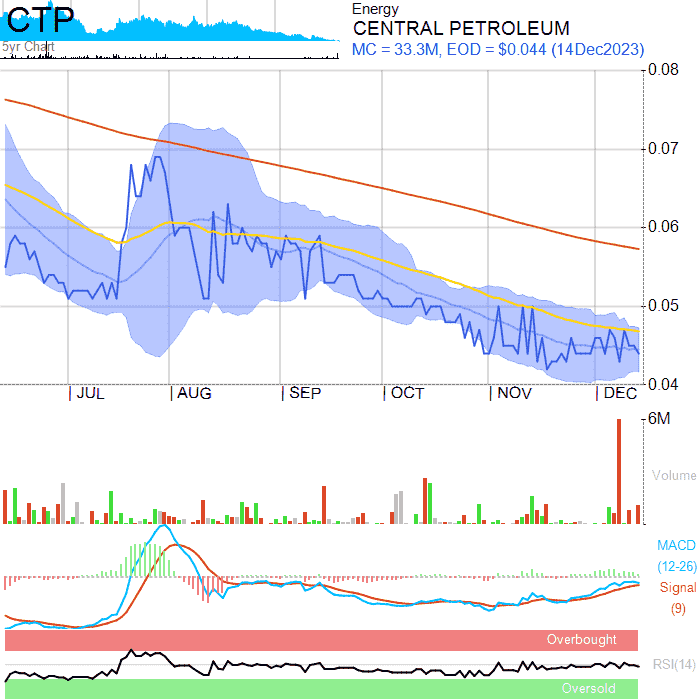 CTP
5yr Chart
Energy
CENTRAL PETROLEUM
MC = 33.3M, EOD = $0.044 (14Dec2023)
0.08
0.07
0.06
0.05
0.04
JUL AUG SEP OCT NOV DEC
6M
Volume
MACD
(12-26)
Signal
(9)
Overbought
RSI(14)
Oversold